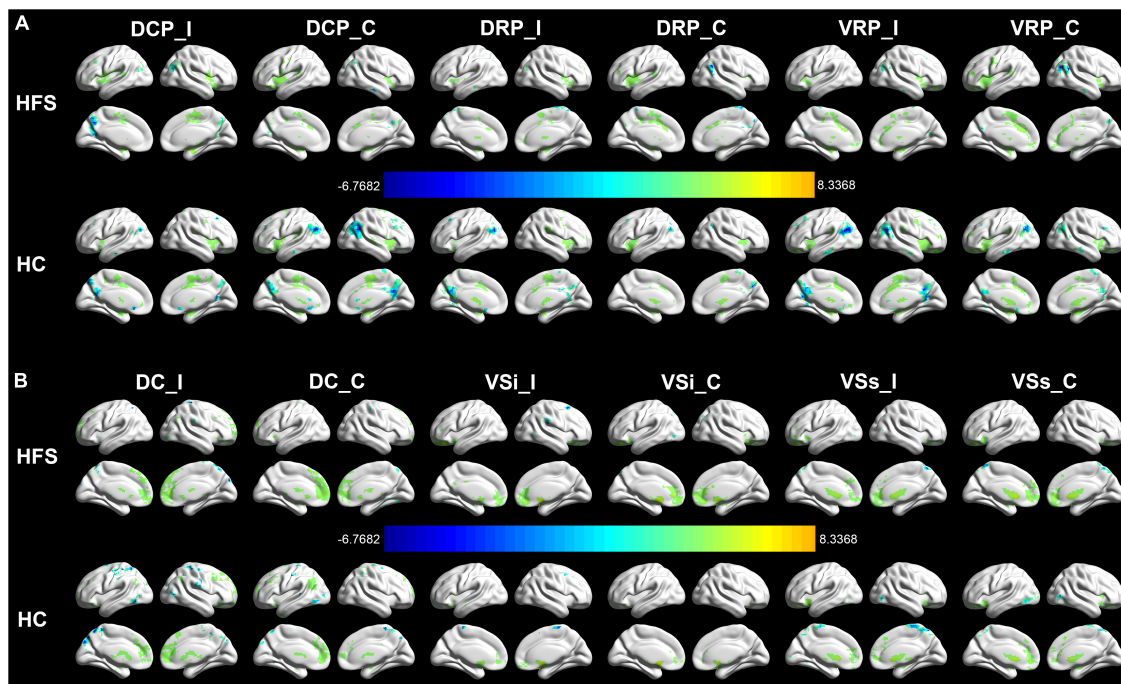 A
DCP_I DCP_C DRP_I DRP_C VRP_I VRP_C
HFS
-6.7682 8.3368
HC
B
DC_I DC_C VSi_I VSi_C VSs_I VSs_C
HFS
-6.7682 8.3368
HC